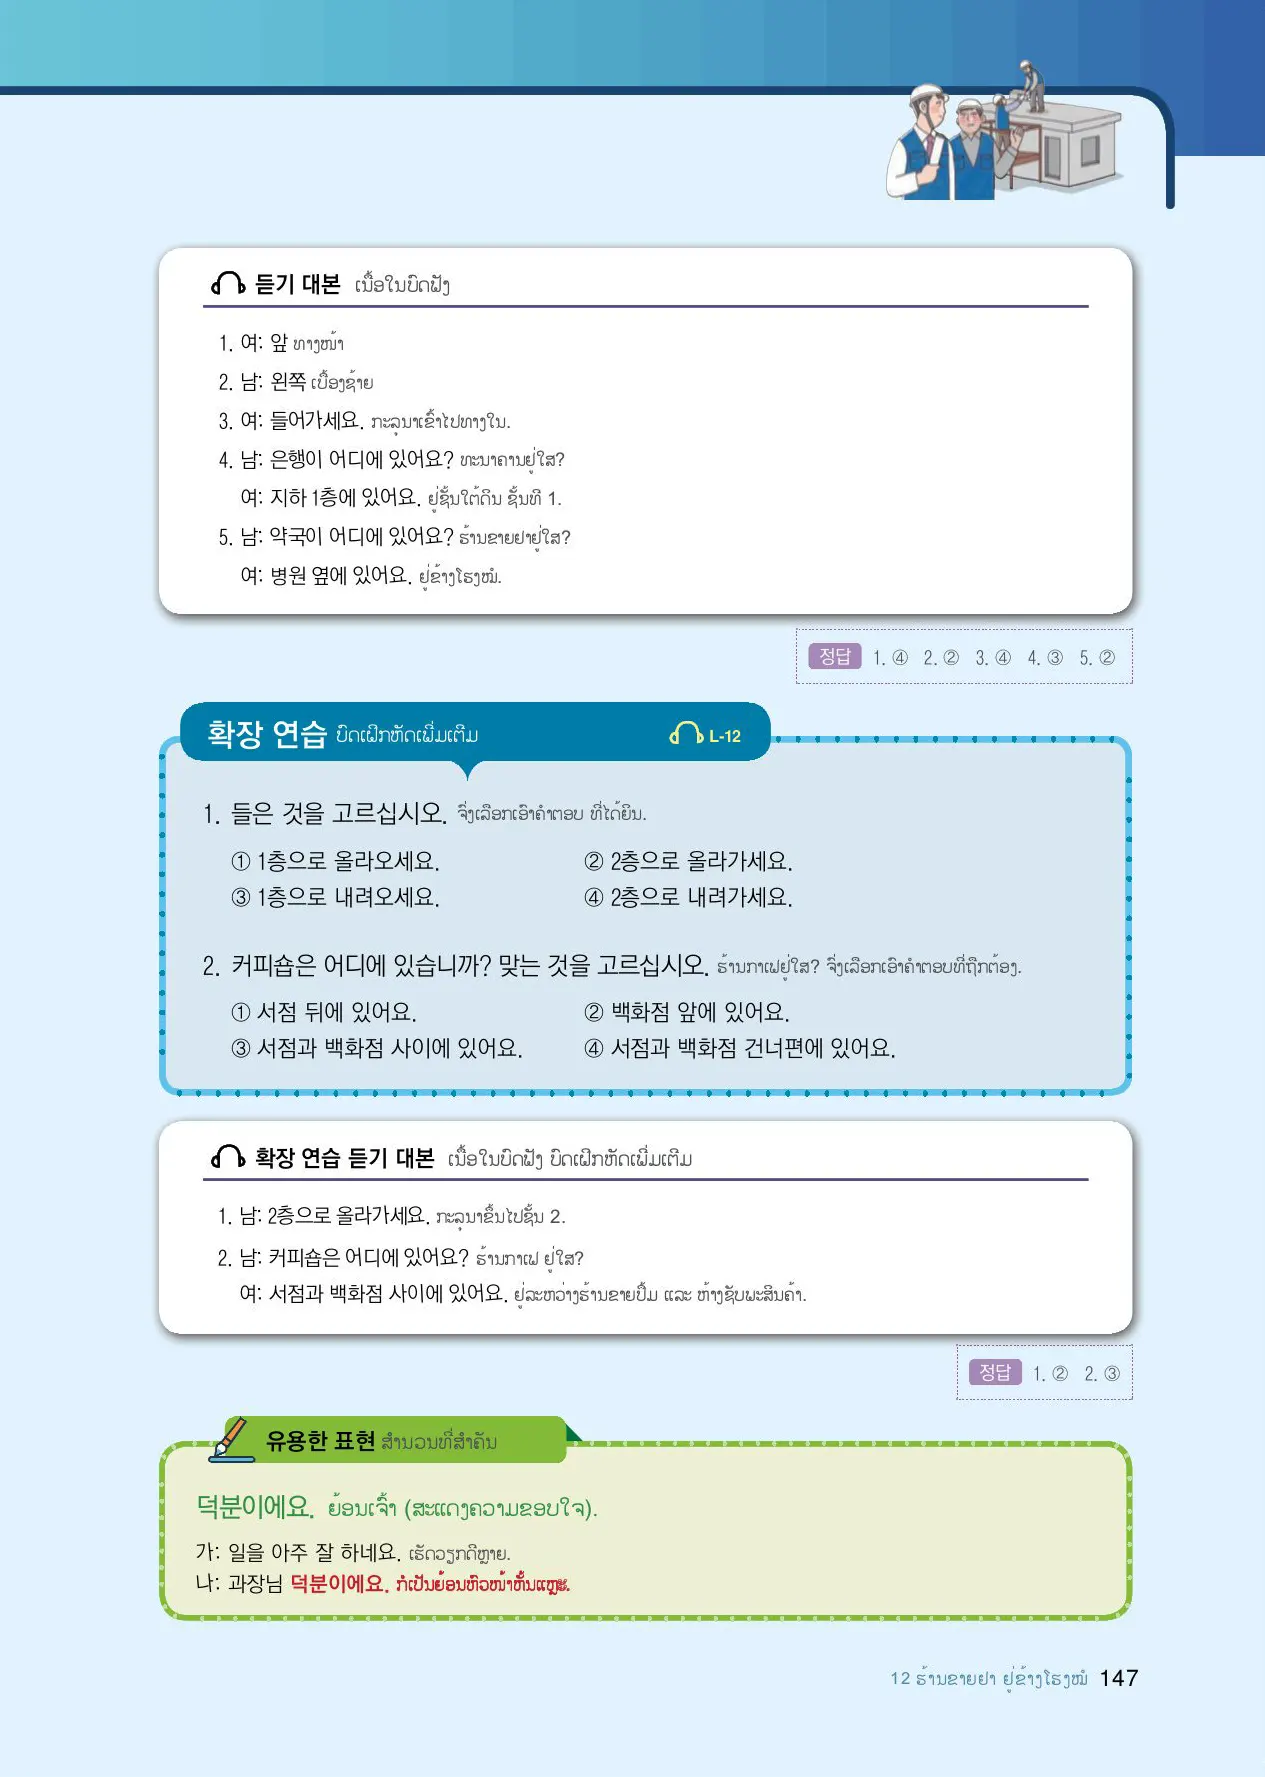 듣기 대본 ເນື້ອໃນບົດຟັງ
1. 여: 앞 ທາງໜ້າ
2. 남: 왼쪽 ເບື້ອງຊ້າຍ
3. 여: 들어가세요. ກະລຸນາເຂົ້າໄປທາງໃນ.
4. 남: 은행이 어디에 있어요? ທະນາຄານຢູ່ໃສ?
여: 지하 1층에 있어요. ຢູ່ຊັ້ນໃຕ້ດິນ ຊັ້ນທີ 1.
5. 남: 약국이 어디에 있어요? ຮ້ານຂາຍຢາຢູ່ໃສ?
여: 병원 옆에 있어요. ຢູ່ຂ້າງໂຮງໝໍ.
정답 1. ④ 2. ② 3. ④ 4. ③ 5. ②
확장 연습 ບົດເຝິກຫັດເພີ່ມເຕີມ L-12
1. 들은 것을 고르십시오. ຈົ່ງເລືອກເອົາຄຳຕອບ ທີ່ໄດ້ຍິນ.
① 1층으로 올라오세요. ② 2층으로 올라가세요.
③ 1층으로 내려오세요. ④ 2층으로 내려가세요.
2. 커피숍은 어디에 있습니까? 맞는 것을 고르십시오. ຮ້ານກາເຟຢູ່ໃສ? ຈົ່ງເລືອກເອົາຄຳຕອບທີ່ຖືກຕ້ອງ.
① 서점 뒤에 있어요. ② 백화점 앞에 있어요.
③ 서점과 백화점 사이에 있어요. ④ 서점과 백화점 건너편에 있어요.
확장 연습 듣기 대본 ເນື້ອໃນບົດຟັງ ບົດເຝິກຫັດເພີ່ມເຕີມ
1. 남: 2층으로 올라가세요. ກະລຸນາຂຶ້ນໄປຊັ້ນ 2.
2. 남: 커피숍은 어디에 있어요? ຮ້ານກາເຟ ຢູ່ໃສ?
여: 서점과 백화점 사이에 있어요. ຢູ່ລະຫວ່າງຮ້ານຂາຍປຶ້ມ ແລະ ຫ້າງຊັບພະສິນຄ້າ.
정답 1. ② 2. ③
유용한 표현 ສຳນວນທີ່ສຳຄັນ
덕분이에요. ຍ້ອນເຈົ້າ (ສະແດງຄວາມຂອບໃຈ).
가: 일을 아주 잘 하네요. ເຮັດວຽກດີຫຼາຍ.
나: 과장님 덕분이에요. ກໍເປັນຍ້ອນຫົວໜ້າຫັ້ນແຫຼະ.
12 ຮ້ານຂາຍຢາ ຢູ່ຂ້າງໂຮງໝໍ 147